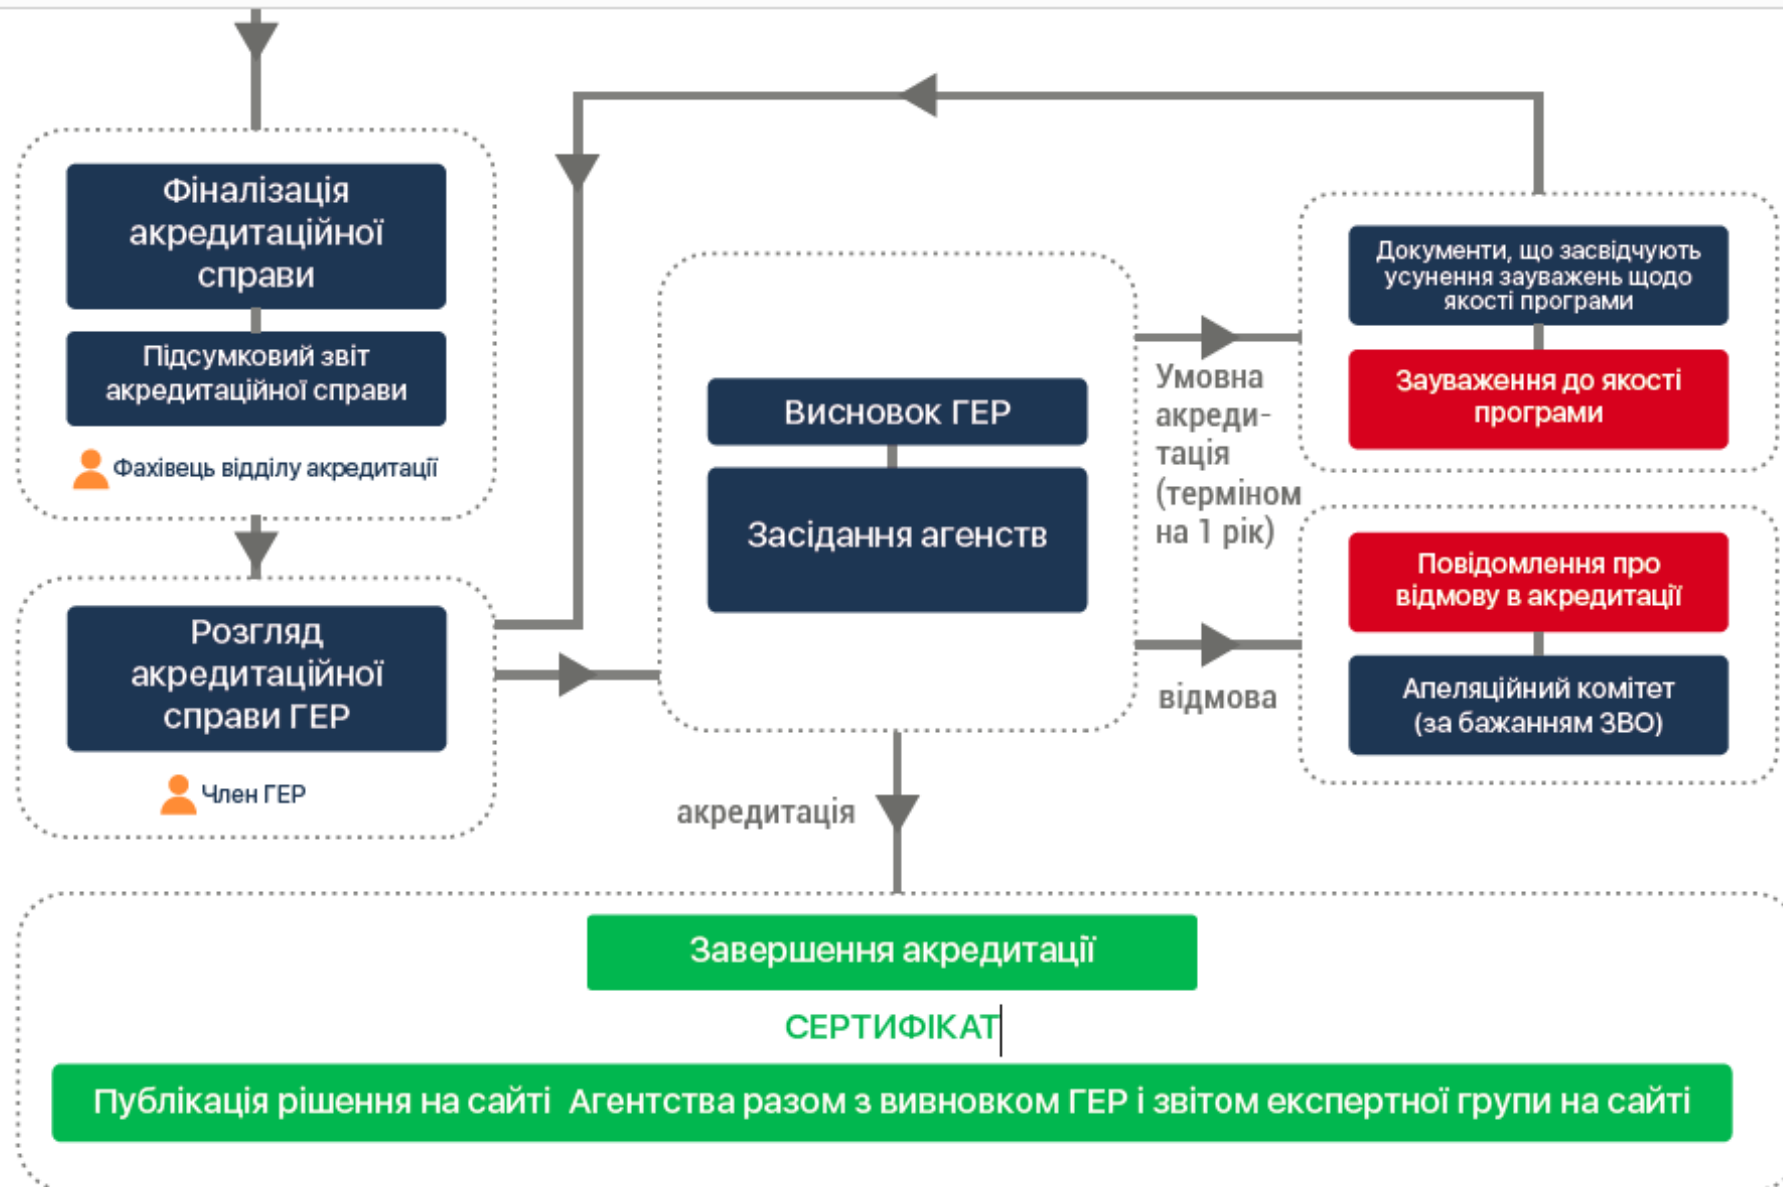 Фіналізація
акредитаційної
справи
Підсумковий звіт
акредитаційної справи
Фахівець відділу акредитації
Розгляд
акредитаційної
справи ГЕР
Член ГЕР
Висновок ГЕР
Засідання агенств
Умовна
акреди-
тація
(терміном
на 1 рік)
відмова
Документи, що засвідчують
усунення зауважень щодо
якості програми
Зауваження до якості
програми
Повідомлення про
відмову в акредитації
Апеляційний комітет
(за бажанням ЗВО)
акредитація
Завершення акредитації
СЕРТИФІКАТ
Публікація рішення на сайті Агентства разом з вивновком ГЕР і звітом експертної групи на сайті